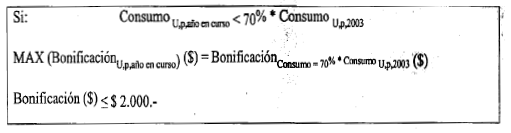 Si: Consumo U,p,año en curso < 70% * Consumo U,p,2003
MAX (Bonificación U,p,año en curso) ($) = Bonificación Consumo = 70% * Consumo U,p,2003 ($)
Bonificación ($) ≤ $ 2.000.-